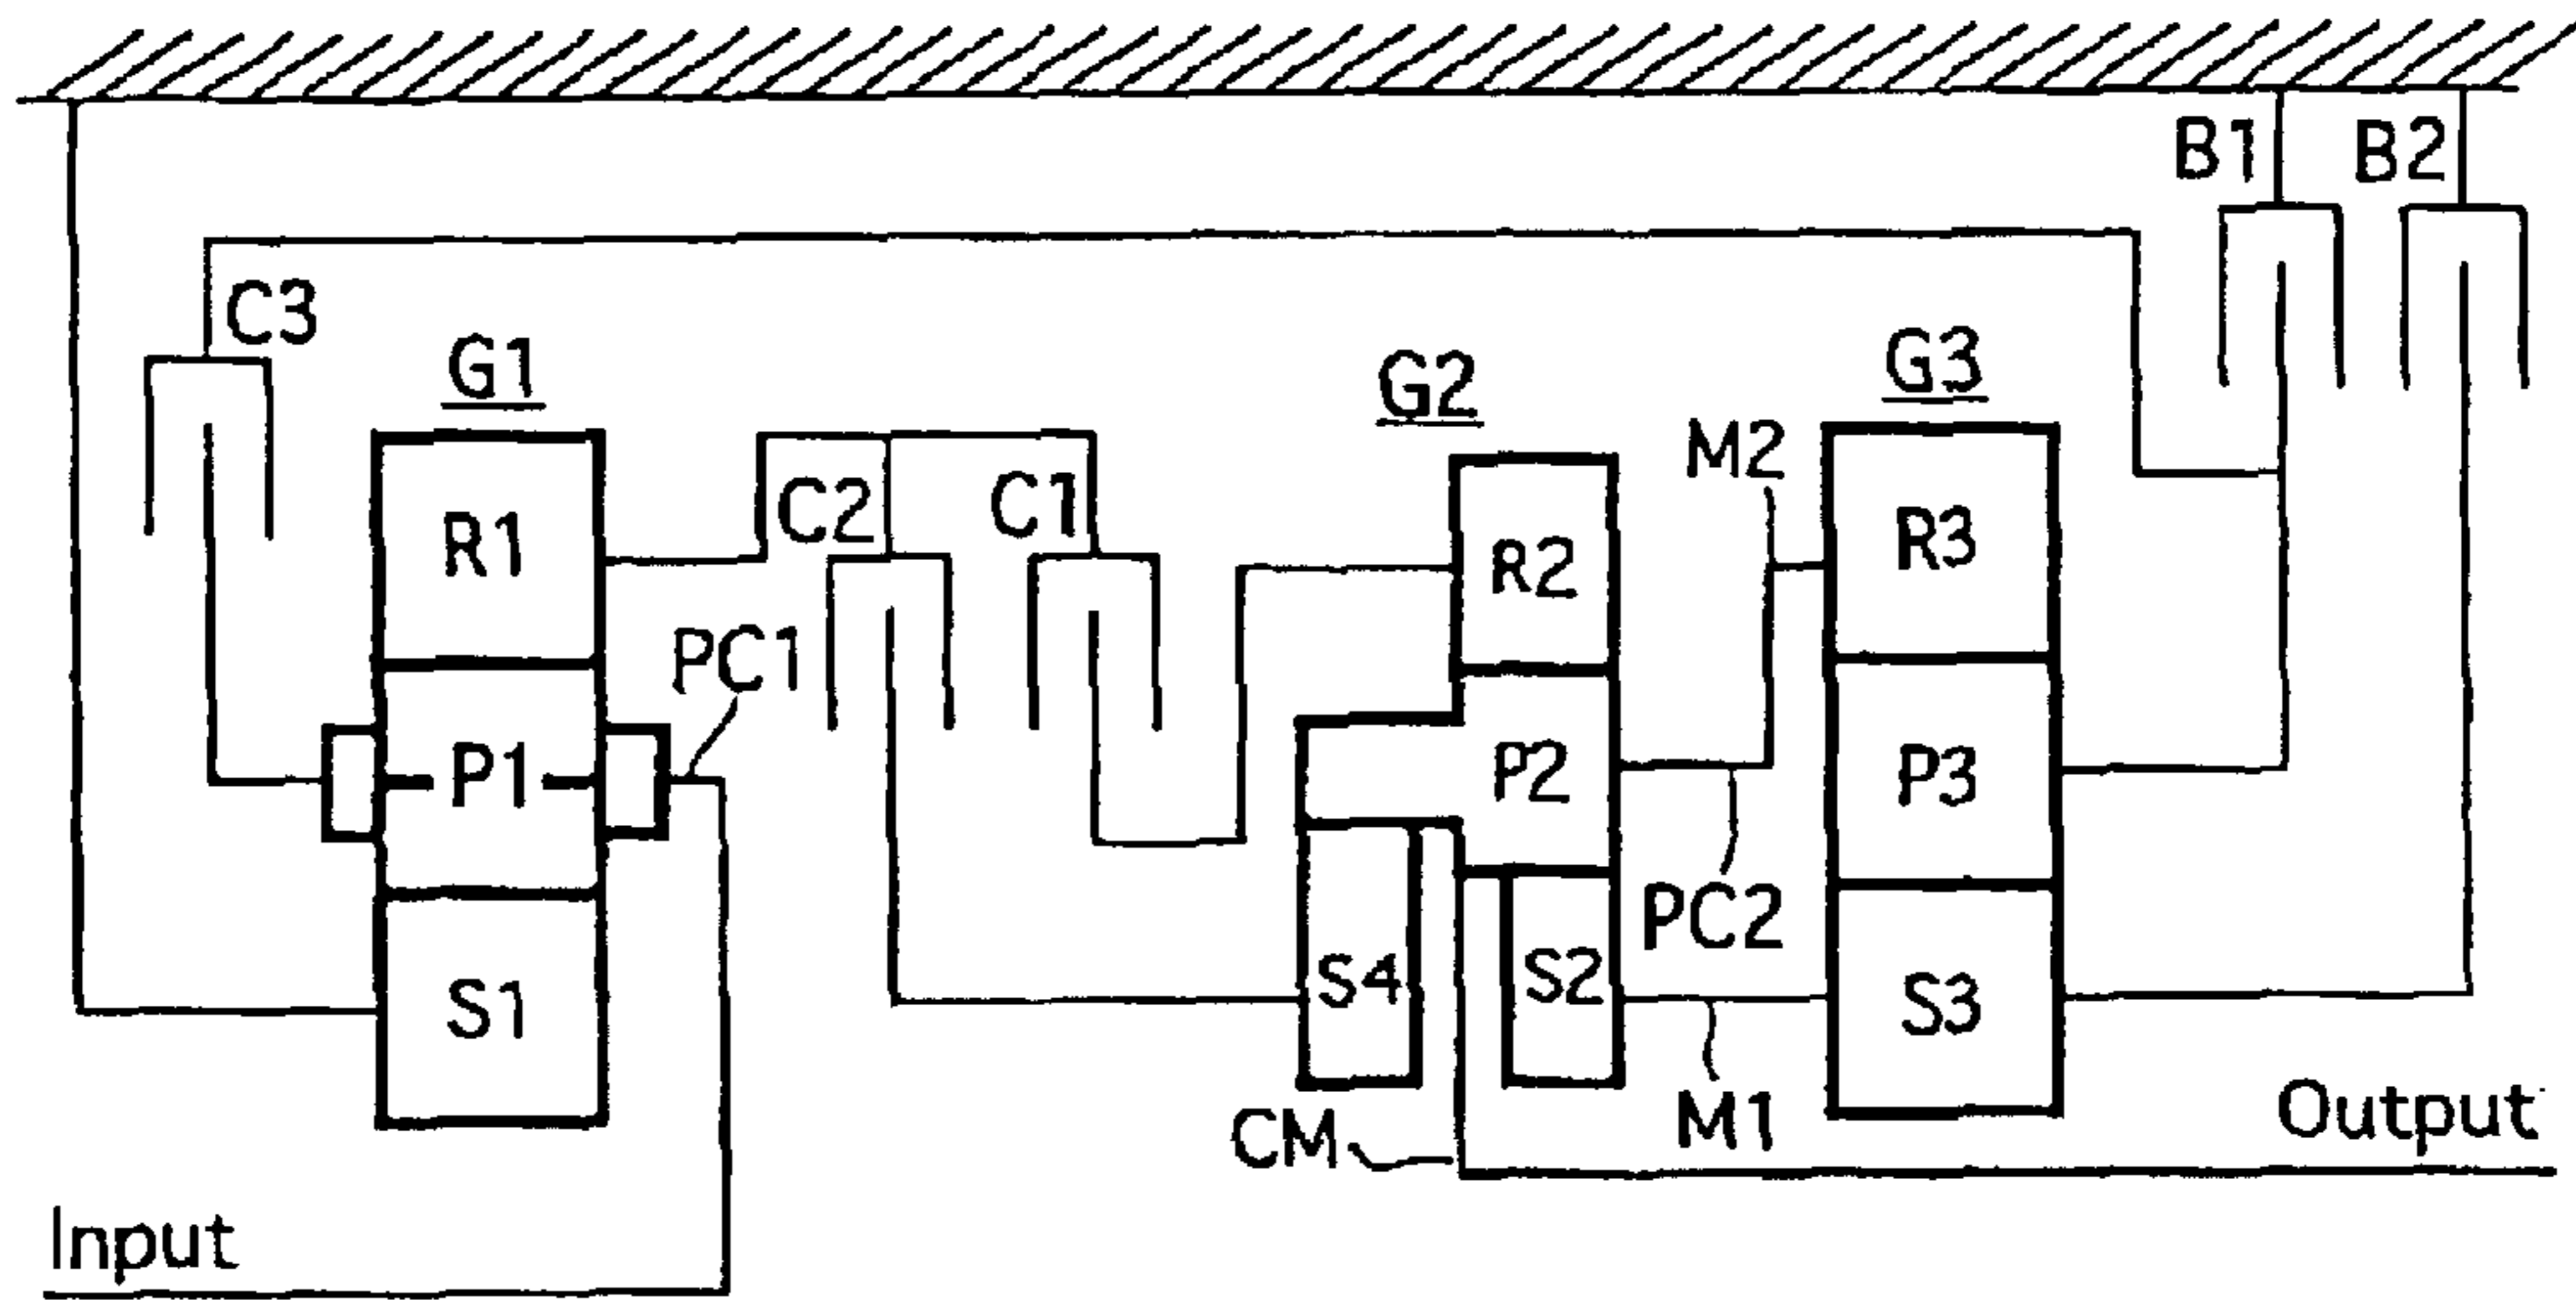 B1
B2
C3
G1
G2
G3
M2
C2
C1
R1
R2
R3
PC1
P1
P2
P3
PC2
S1
S4
S2
S3
CM
M1
Output
Input